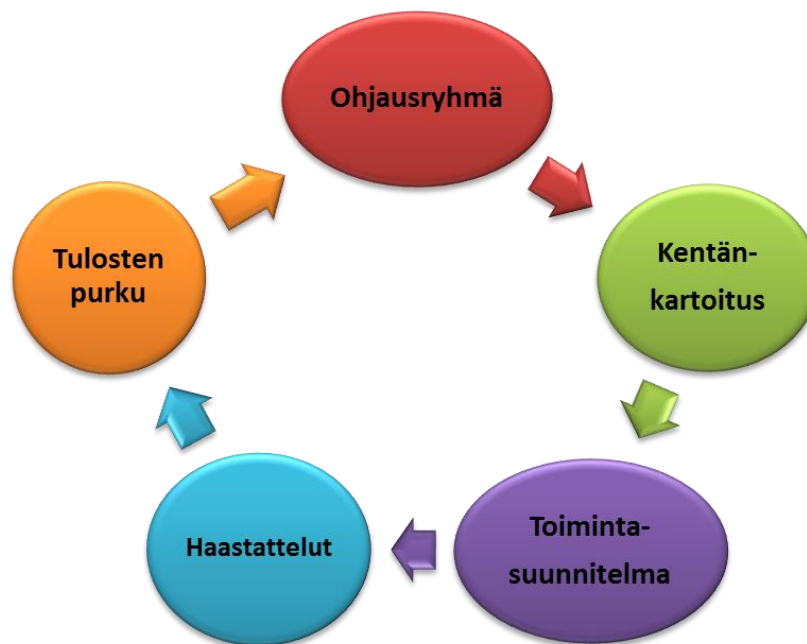 Ohjausryhmä
Kentän-
kartoitus
Toiminta-
suunnitelma
Haastattelut
Tulosten
purku